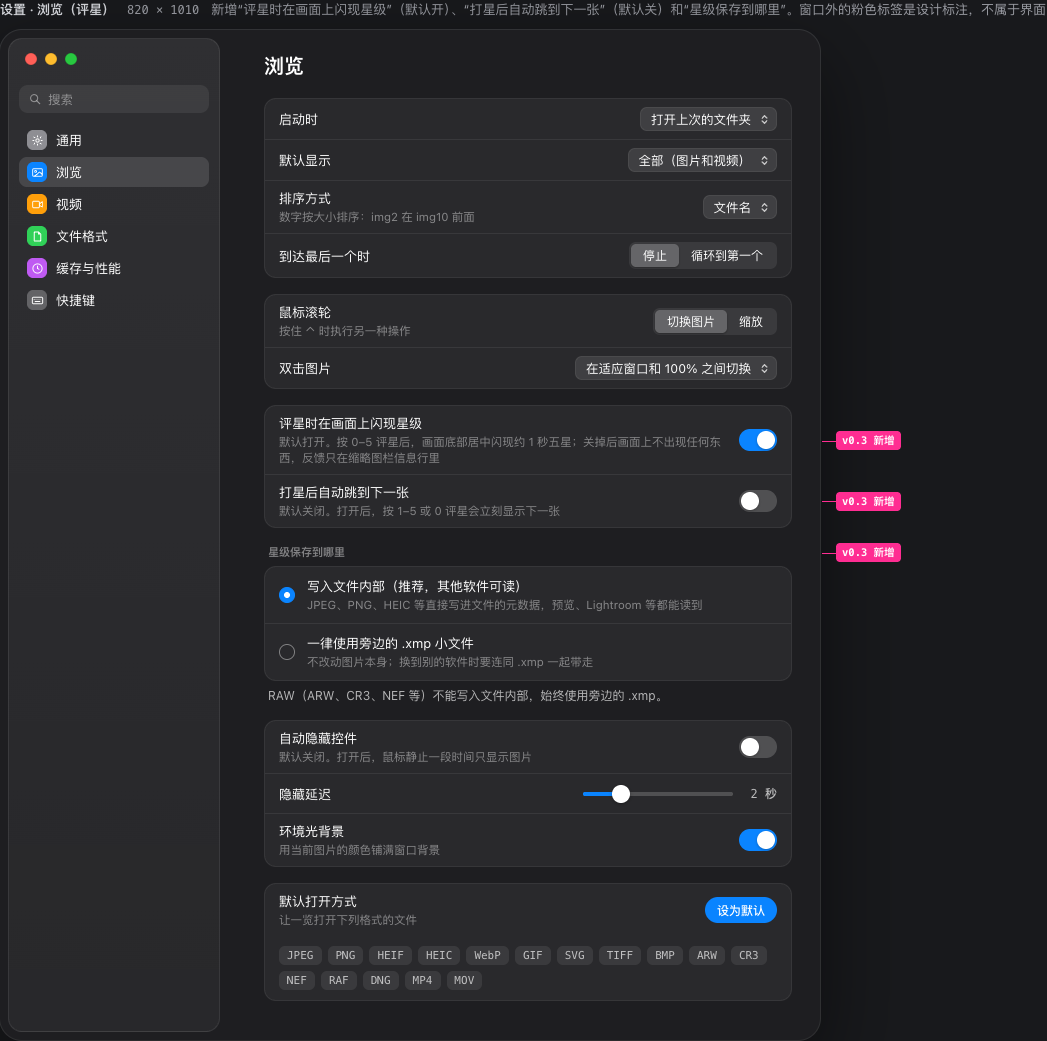 设置 · 浏览（评星） 820 × 1010 新增“评星时在画面上闪现星级”（默认开）、“打星后自动跳到下一张”（默认关）和“星级保存到哪里”。窗口外的粉色标签是设计标注，不属于界面
搜索
通用
浏览
视频
文件格式
缓存与性能
快捷键
浏览
启动时 打开上次的文件夹
默认显示 全部（图片和视频）
排序方式 文件名
数字按大小排序：img2 在 img10 前面
到达最后一个时 停止 循环到第一个
鼠标滚轮 切换图片 缩放
按住 ^ 时执行另一种操作
双击图片 在适应窗口和 100% 之间切换
评星时在画面上闪现星级
默认打开。按 0–5 评星后，画面底部居中闪现约 1 秒五星；关掉后画面上不出现任何东
西，反馈只在缩略图栏信息行里
v0.3 新增
打星后自动跳到下一张
默认关闭。打开后，按 1–5 或 0 评星会立刻显示下一张
v0.3 新增
星级保存到哪里
v0.3 新增
写入文件内部（推荐，其他软件可读）
JPEG、PNG、HEIC 等直接写进文件的元数据，预览、Lightroom 等都能读到
一律使用旁边的 .xmp 小文件
不改动图片本身；换到别的软件时要连同 .xmp 一起带走
RAW（ARW、CR3、NEF 等）不能写入文件内部，始终使用旁边的 .xmp。
自动隐藏控件
默认关闭。打开后，鼠标静止一段时间只显示图片
隐藏延迟 2 秒
环境光背景
用当前图片的颜色铺满窗口背景
默认打开方式 设为默认
让一览打开下列格式的文件
JPEG PNG HEIF HEIC WebP GIF SVG TIFF BMP ARW CR3
NEF RAF DNG MP4 MOV